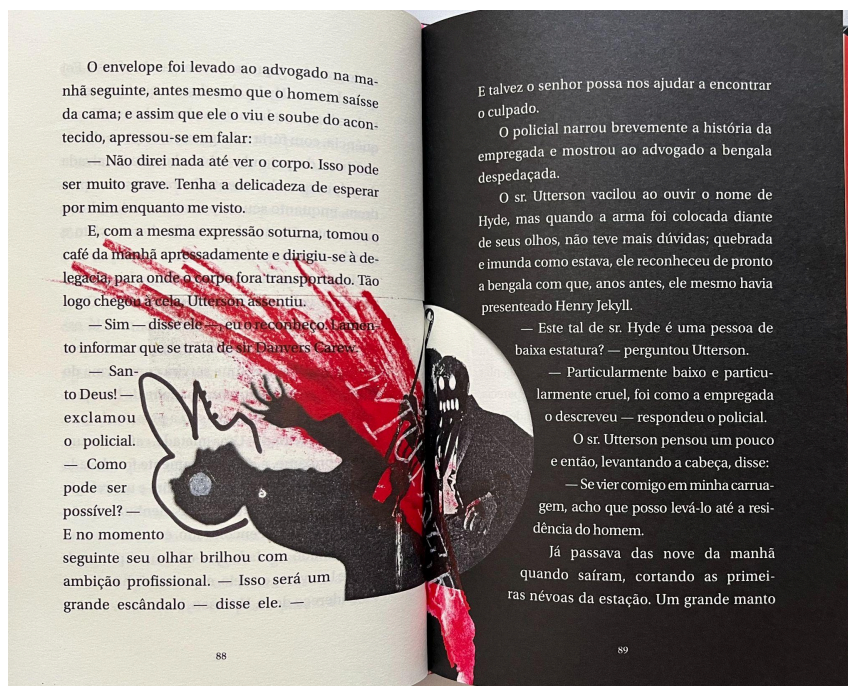 O envelope foi levado ao advogado na ma-
nhã seguinte, antes mesmo que o homem saísse
da cama; e assim que ele o viu e soube do acon-
tecido, apressou-se em falar:
— Não direi nada até ver o corpo. Isso pode
ser muito grave. Tenha a delicadeza de esperar
por mim enquanto me visto.
E, com a mesma expressão soturna, tomou o
café da manhã apressadamente e dirigiu-se à de-
legacia, para onde o corpo fora transportado. Tão
logo chegou à cela, Utterson assentiu.
— Sim — disse ele —, eu o reconheço. Lamen-
to informar que se trata de sir Danvers Carew.
— San-
to Deus! —
exclamou
o policial.
— Como
pode ser
possível? —
E no momento
seguinte seu olhar brilhou com
ambição profissional. — Isso será um
grande escândalo — disse ele. —
88
E talvez o senhor possa nos ajudar a encontrar
o culpado.
O policial narrou brevemente a história da
empregada e mostrou ao advogado a bengala
despedaçada.
O sr. Utterson vacilou ao ouvir o nome de
Hyde, mas quando a arma foi colocada diante
de seus olhos, não teve mais dúvidas; quebrada
e imunda como estava, ele reconheceu de pronto
a bengala com que, anos antes, ele mesmo havia
presenteado Henry Jekyll.
— Este tal de sr. Hyde é uma pessoa de
baixa estatura? — perguntou Utterson.
— Particularmente baixo e particu-
larmente cruel, foi como a empregada
o descreveu — respondeu o policial.
O sr. Utterson pensou um pouco
e então, levantando a cabeça, disse:
— Se vier comigo em minha carrua-
gem, acho que posso levá-lo até a resi-
dência do homem.
Já passava das nove da manhã
quando saíram, cortando as primei-
ras névoas da estação. Um grande manto
89